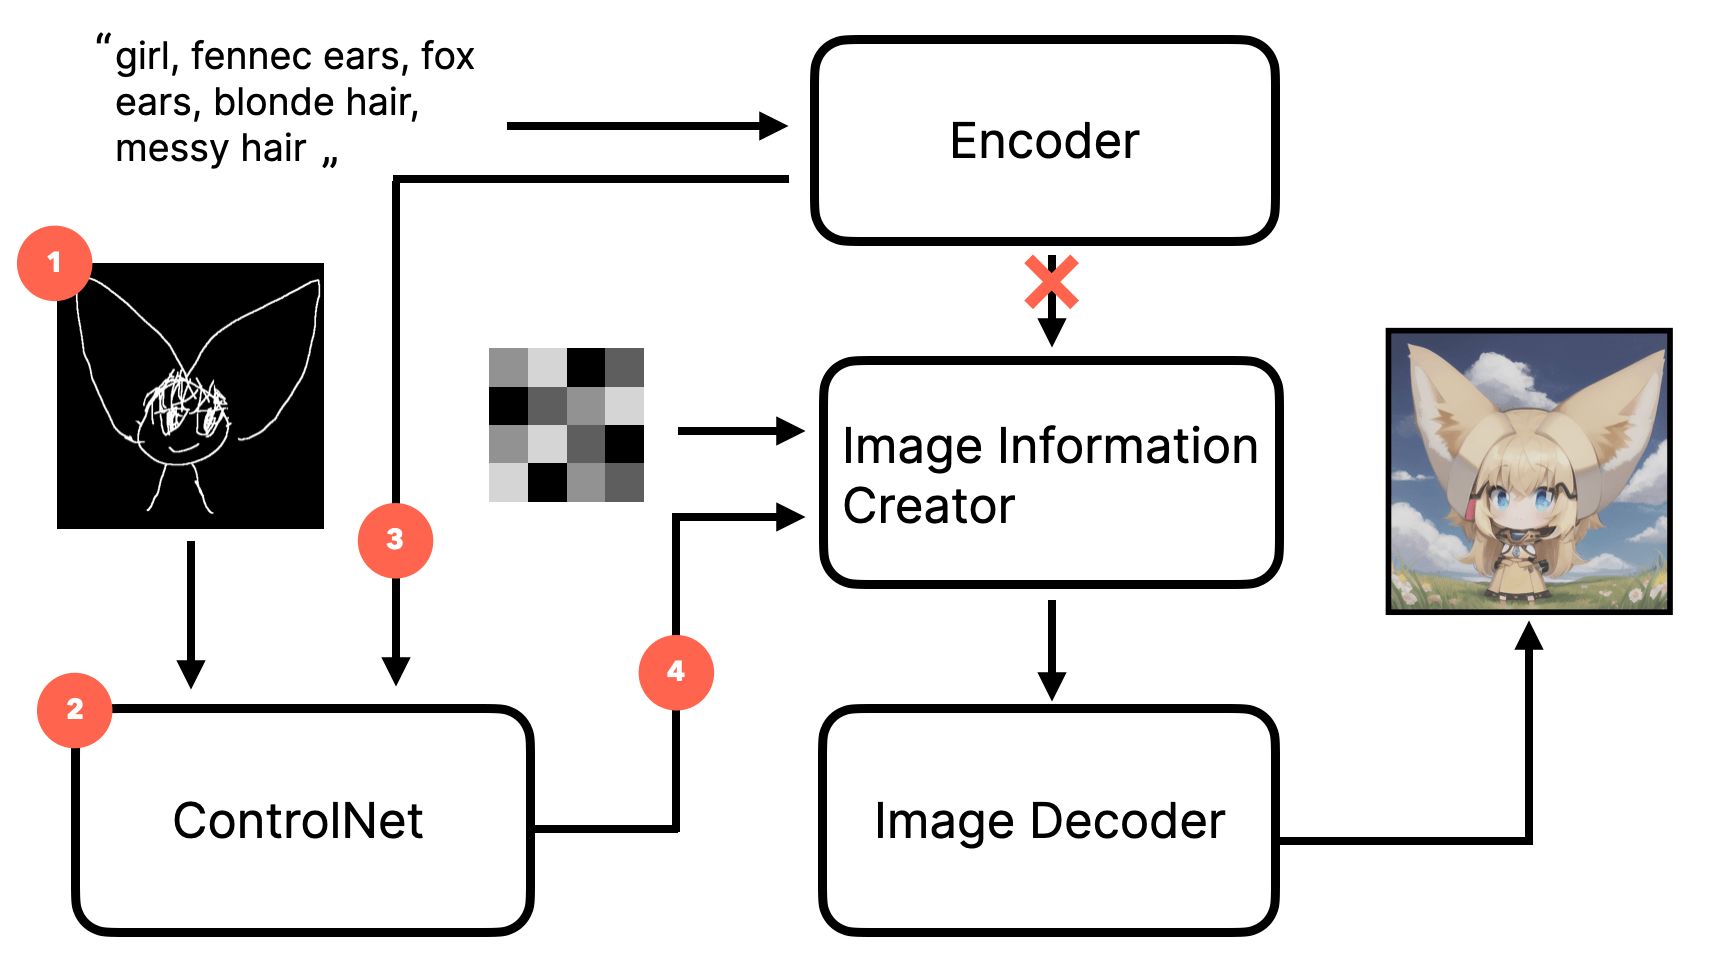 “girl, fennec ears, fox
ears, blonde hair,
messy hair „
Encoder
1
3
Image Information
Creator
4
2
ControlNet
Image Decoder